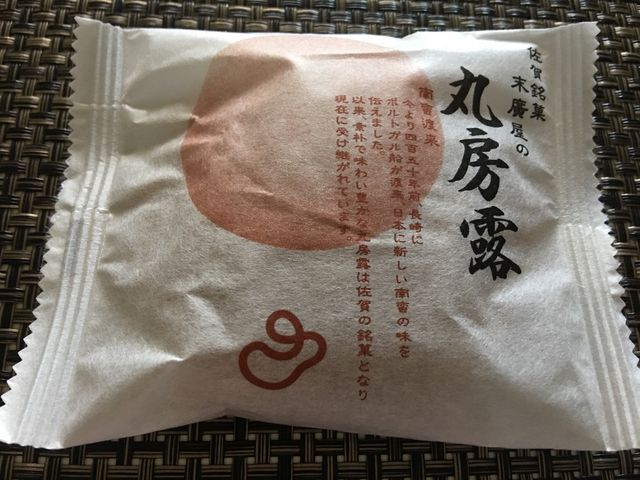 佐賀銘菓
末廣屋の
丸房露
南蛮渡来
今より四百五十年前、長崎に
ポルトガル船が渡来、日本に新しい南蛮の味を
伝えました。
以来、素朴で味わい豊かな丸房露は佐賀の銘菓となり
現在に受け継がれています。